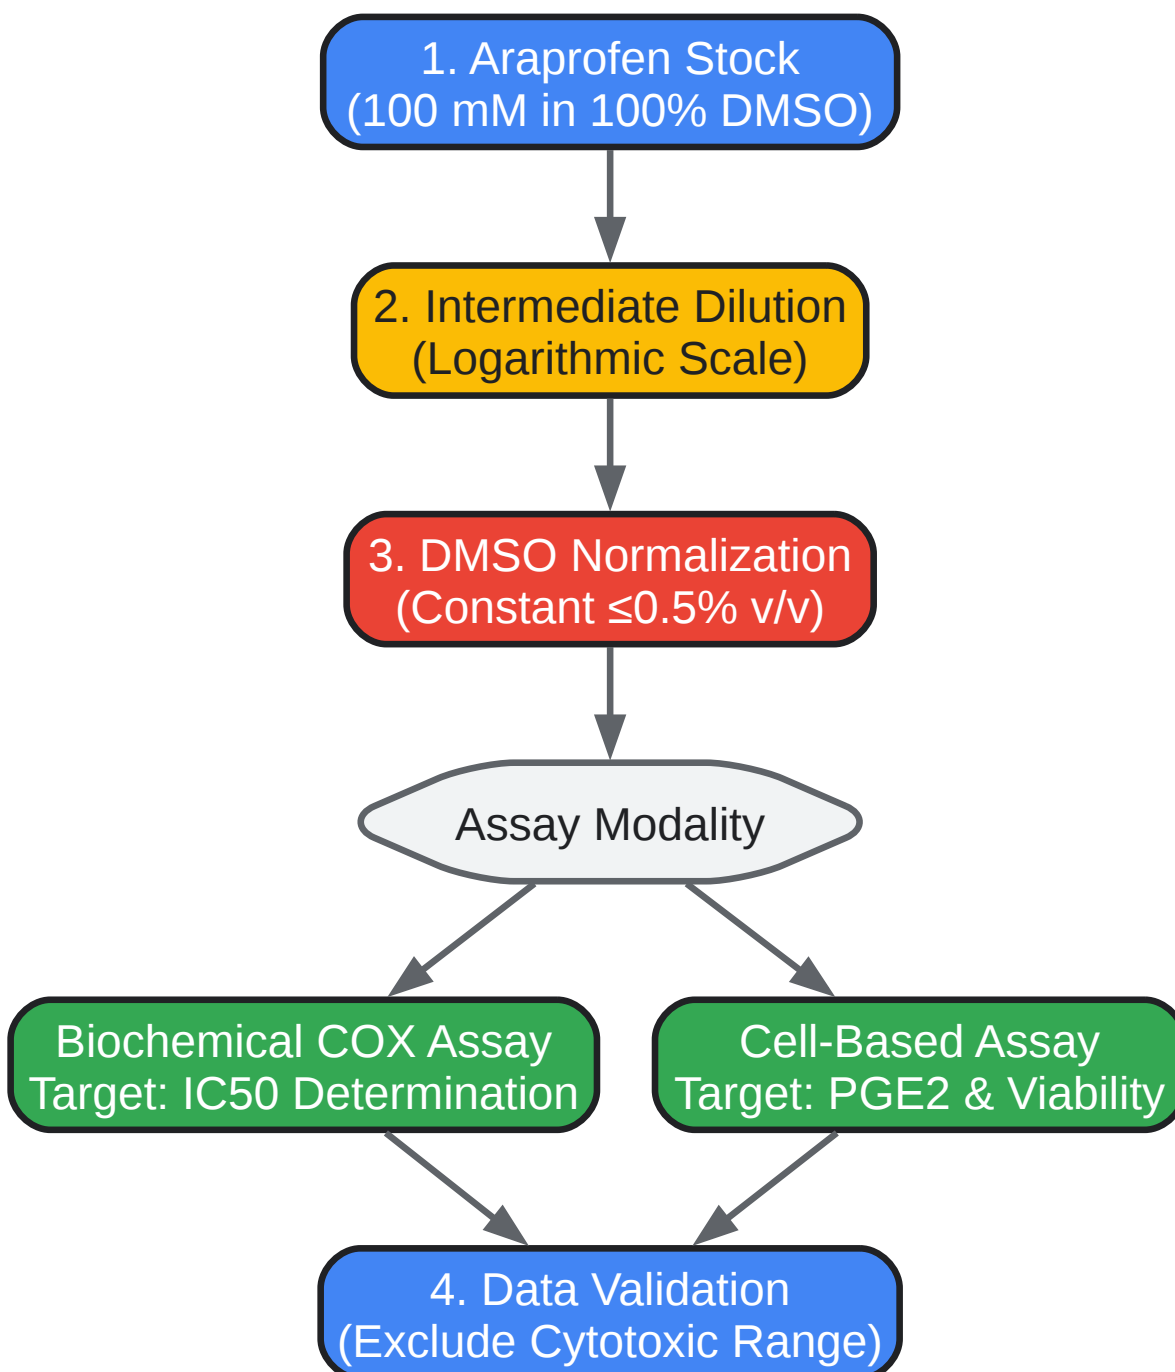 1. Araprofen Stock
(100 mM in 100% DMSO)
2. Intermediate Dilution
(Logarithmic Scale)
3. DMSO Normalization
(Constant ≤0.5% v/v)
Assay Modality
Biochemical COX Assay
Target: IC50 Determination
Cell-Based Assay
Target: PGE2 & Viability
4. Data Validation
(Exclude Cytotoxic Range)